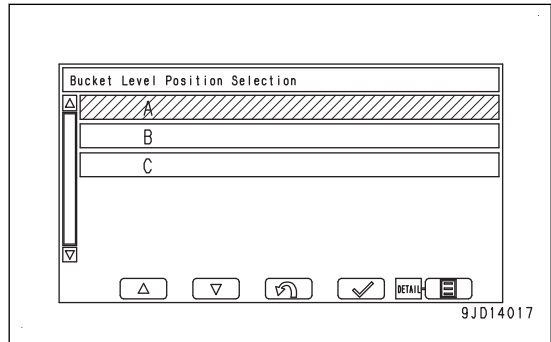 Bucket Level Position Selection
A
B
C
DETAIL
9JD14017